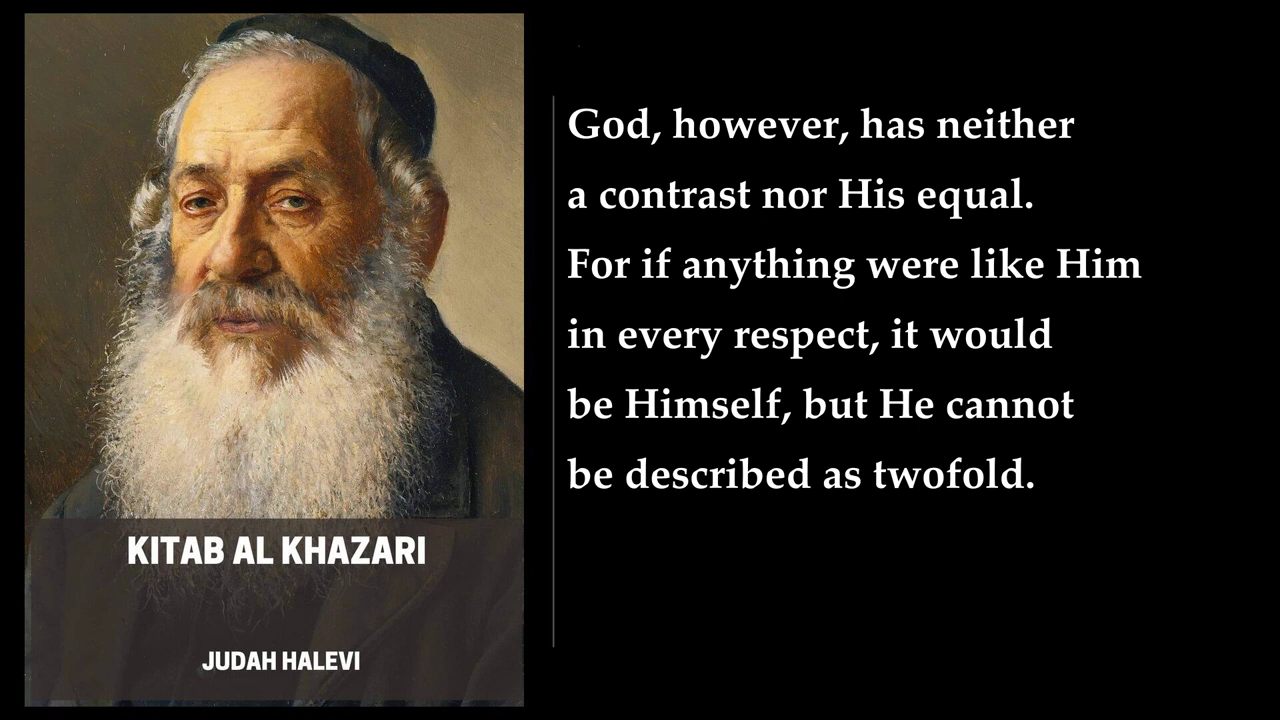 KITAB AL KHAZARI
JUDAH HALEVI
God, however, has neither
a contrast nor His equal.
For if anything were like Him
in every respect, it would
be Himself, but He cannot
be described as twofold.